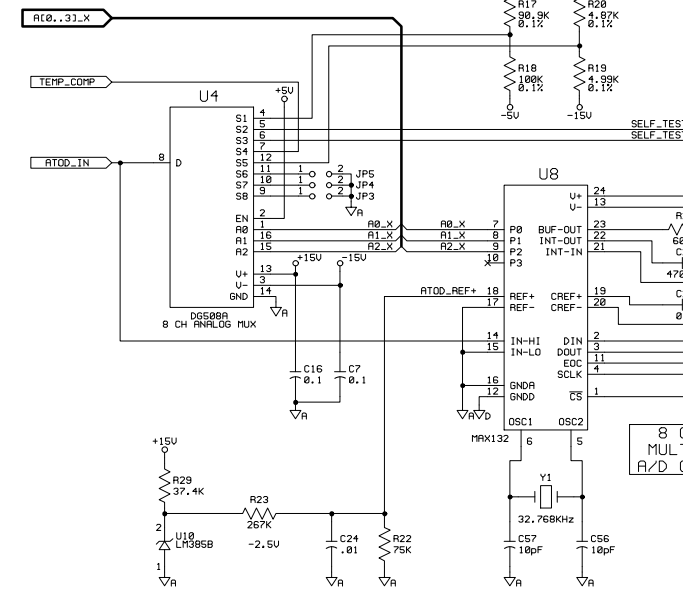 A[0..3]_X
R17
90.9K
0.1%
R20
4.87K
0.1%
TEMP_COMP
U4
+5V
R18
100K
0.1%
R19
4.99K
0.1%
-5V
-15V
SELF_TEST
SELF_TEST
ATOD_IN
8 D
S1 4
S2 5
S3 6
S4 7
S5 12
S6 11 1 2 JP5
S7 10 1 2 JP4
S8 9 1 2 JP3
A
EN 2
A0 1 A0_X A0_X 7 P0
A1 16 A1_X A1_X 8 P1
A2 15 A2_X A2_X 9 P2
10 P3
+15V
-15V
V+ 13
V- 3
GND 14
A
DG508A
8 CH ANALOG MUX
U8
V+ 24
V- 13
BUF-OUT 23
INT-OUT 22
INT-IN 21
ATOD_REF+ 18 REF+
17 REF-
CREF+ 19
CREF- 20
470
14 IN-HI
15 IN-LO
DIN 2
DOUT 3
EOC 11
SCLK 4
16 GNDA
12 GNDD
CS 1
A D
OSC1 OSC2
MAX132
6 5
C16
0.1
C7
0.1
A
+15V
R29
37.4K
R23
267K
-2.5V
2
U10
LM385B
1
A
C24
.01
A
R22
75K
A
Y1
32.768KHz
C57
10pF
A
C56
10pF
A
8
MUL
A/D